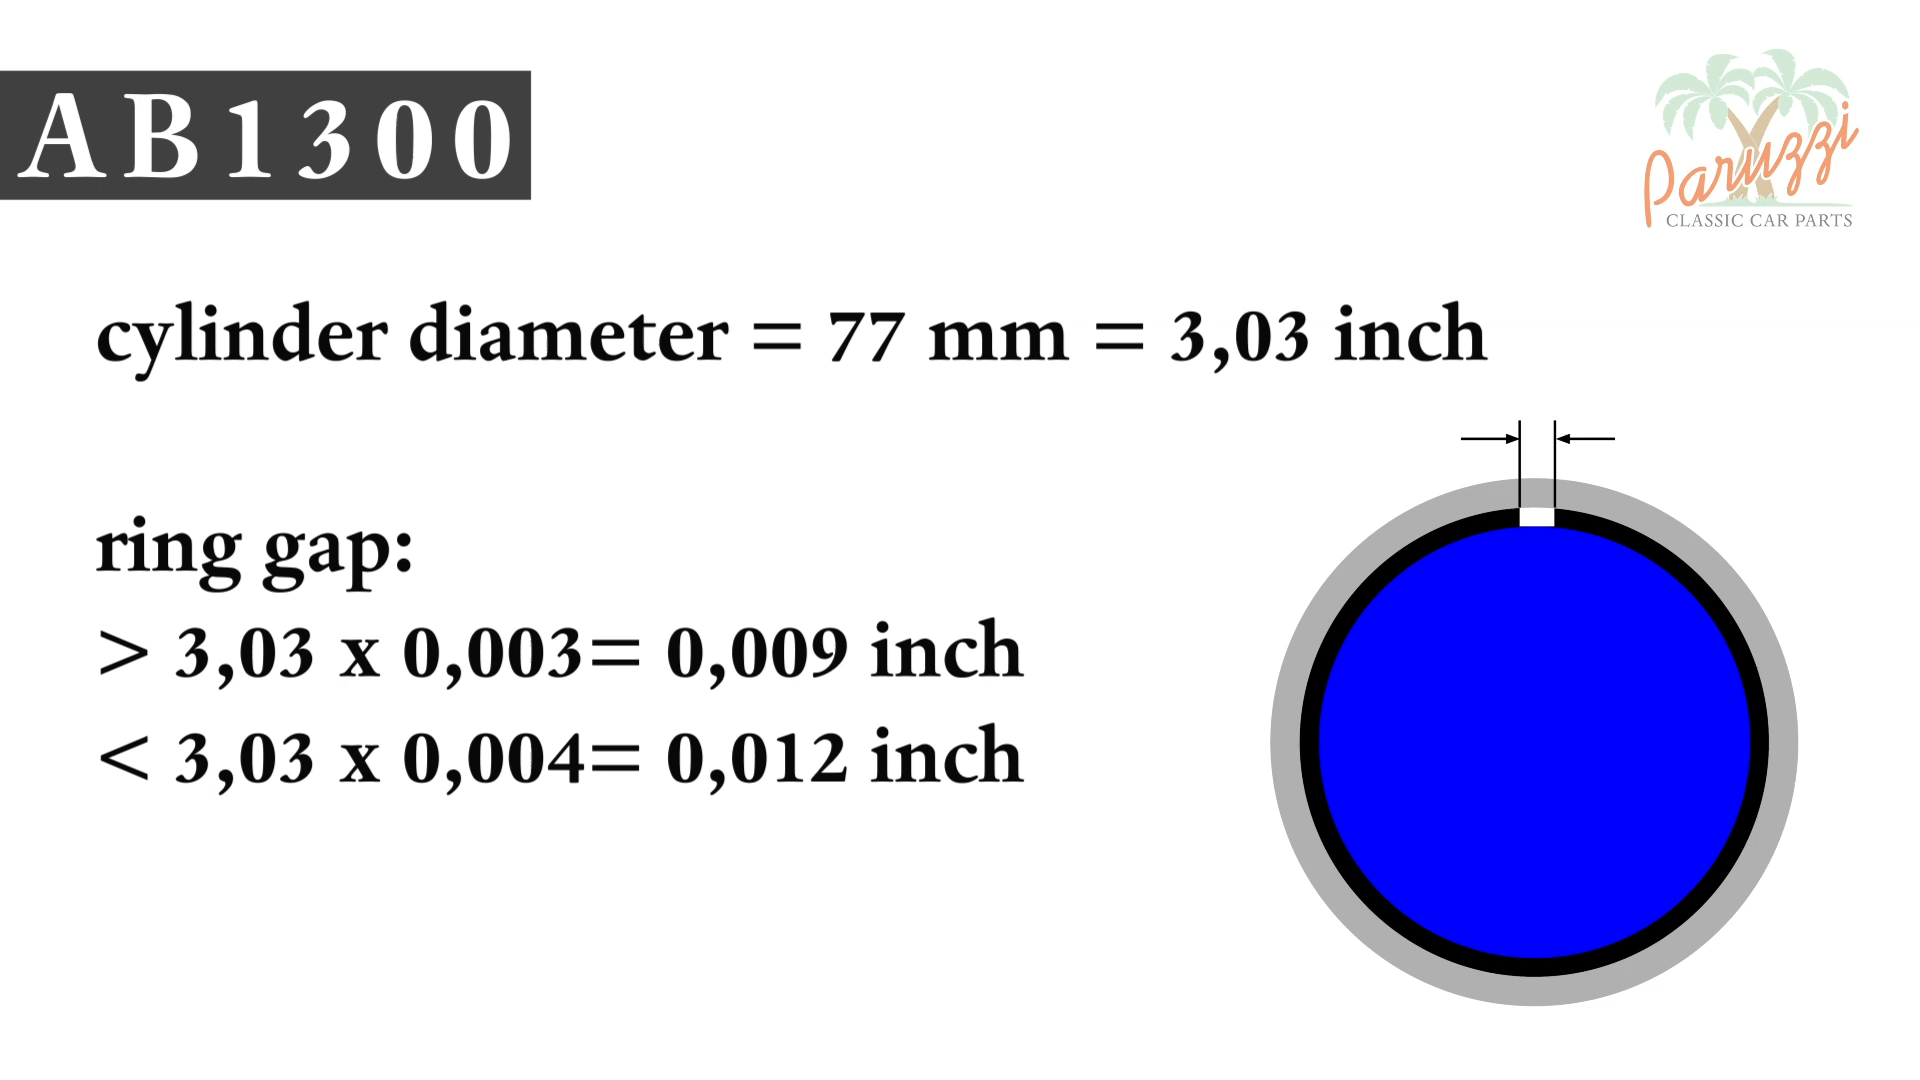 AB1300
Paruzzi
CLASSIC CAR PARTS
cylinder diameter = 77 mm = 3,03 inch
ring gap:
> 3,03 x 0,003= 0,009 inch
< 3,03 x 0,004= 0,012 inch